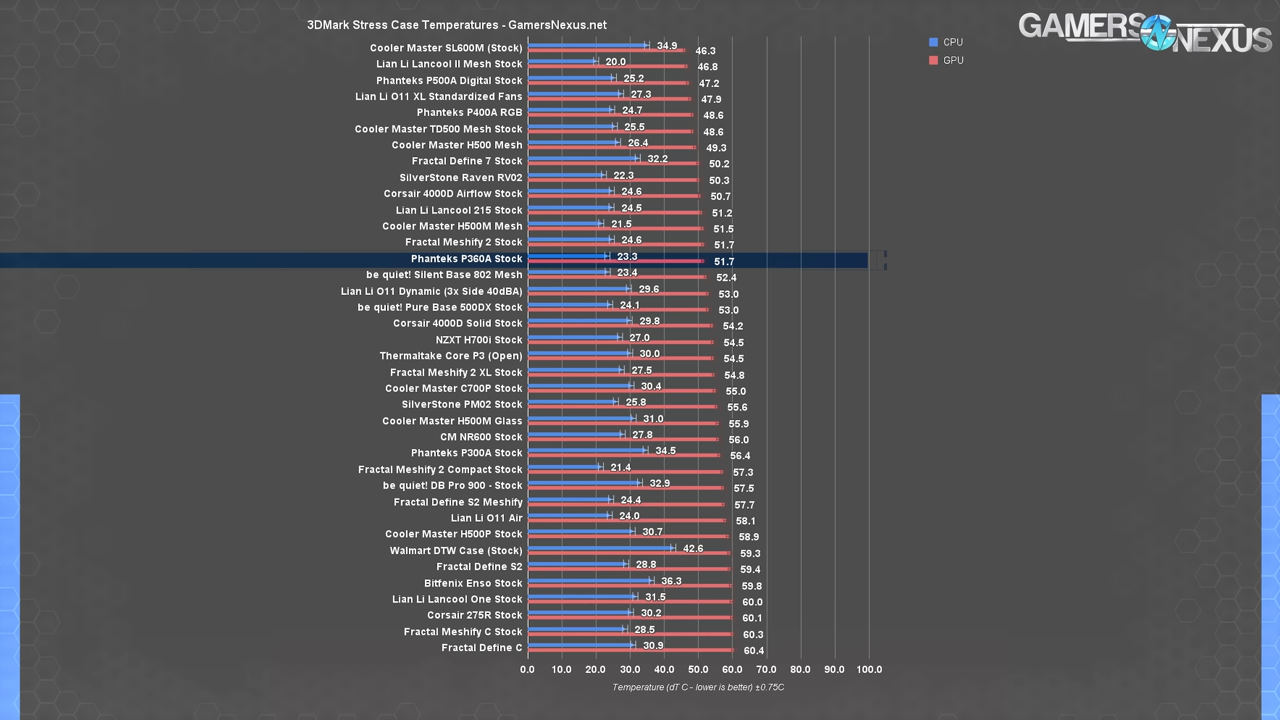 3DMark Stress Case Temperatures - GamersNexus.net
GAMERS NEXUS
CPU
GPU
Cooler Master SL600M (Stock) 34.9 46.3
Lian Li Lancool II Mesh Stock 20.0 46.8
Phanteks P500A Digital Stock 25.2 47.2
Lian Li O11 XL Standardized Fans 27.3 47.9
Phanteks P400A RGB 24.7 48.6
Cooler Master TD500 Mesh Stock 25.5 48.6
Cooler Master H500 Mesh 26.4 49.3
Fractal Define 7 Stock 32.2 50.2
SilverStone Raven RV02 22.3 50.3
Corsair 4000D Airflow Stock 24.6 50.7
Lian Li Lancool 215 Stock 24.5 51.2
Cooler Master H500M Mesh 21.5 51.5
Fractal Meshify 2 Stock 24.6 51.7
Phanteks P360A Stock 23.3 51.7
be quiet! Silent Base 802 Mesh 23.4 52.4
Lian Li O11 Dynamic (3x Side 40dBA) 29.6 53.0
be quiet! Pure Base 500DX Stock 24.1 53.0
Corsair 4000D Solid Stock 29.8 54.2
NZXT H700i Stock 27.0 54.5
Thermaltake Core P3 (Open) 30.0 54.5
Fractal Meshify 2 XL Stock 27.5 54.8
Cooler Master C700P Stock 30.4 55.0
SilverStone PM02 Stock 25.8 55.6
Cooler Master H500M Glass 31.0 55.9
CM NR600 Stock 27.8 56.0
Phanteks P300A Stock 34.5 56.4
Fractal Meshify 2 Compact Stock 21.4 57.3
be quiet! DB Pro 900 - Stock 32.9 57.5
Fractal Define S2 Meshify 24.4 57.7
Lian Li O11 Air 24.0 58.1
Cooler Master H500P Stock 30.7 58.9
Walmart DTW Case (Stock) 42.6 59.3
Fractal Define S2 28.8 59.4
Bitfenix Enso Stock 36.3 59.8
Lian Li Lancool One Stock 31.5 60.0
Corsair 275R Stock 30.2 60.1
Fractal Meshify C Stock 28.5 60.3
Fractal Define C 30.9 60.4
0.0 10.0 20.0 30.0 40.0 50.0 60.0 70.0 80.0 90.0 100.0
Temperature (dT C - lower is better) ±0.75C